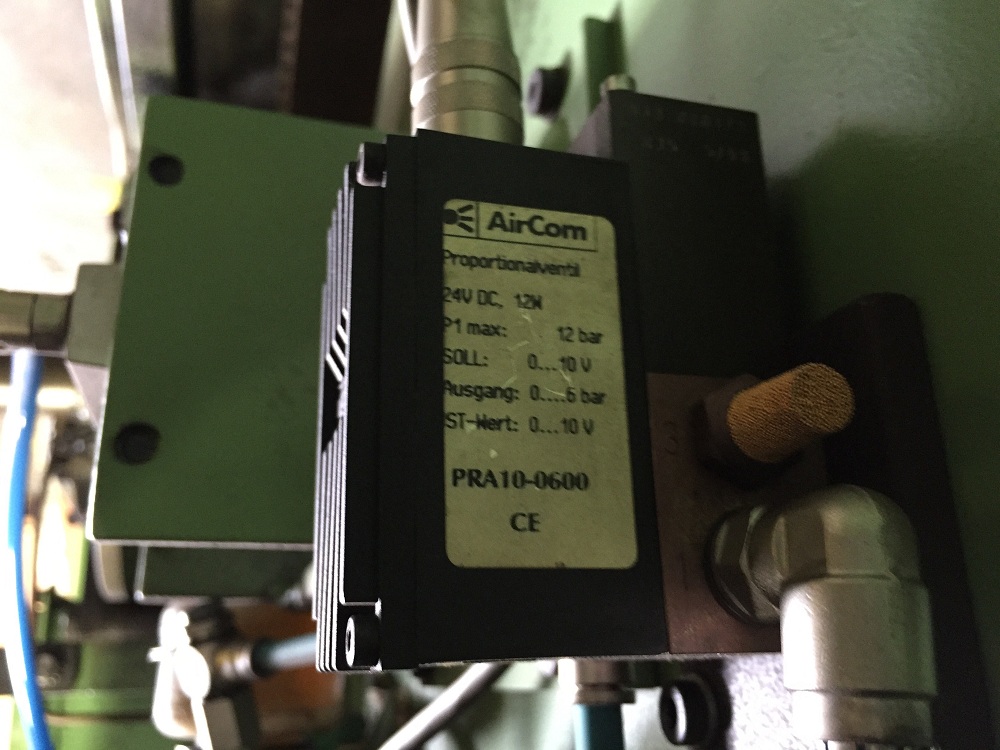 AirCom
Proportionalventil
24V DC, 12W
P1 max: 12 bar
SOLL: 0...10 V
Ausgang: 0....6 bar
IST-Wert: 0...10 V
PRA10-0600
CE